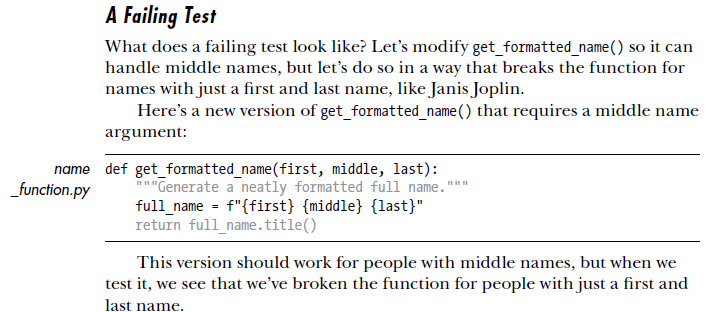 A Failing Test
What does a failing test look like? Let's modify get_formatted_name() so it can
handle middle names, but let's do so in a way that breaks the function for
names with just a first and last name, like Janis Joplin.
Here's a new version of get_formatted_name() that requires a middle name
argument:
name
_function.py
def get_formatted_name(first, middle, last):
    """Generate a neatly formatted full name."""
    full_name = f"{first} {middle} {last}"
    return full_name.title()
This version should work for people with middle names, but when we
test it, we see that we've broken the function for people with just a first and
last name.